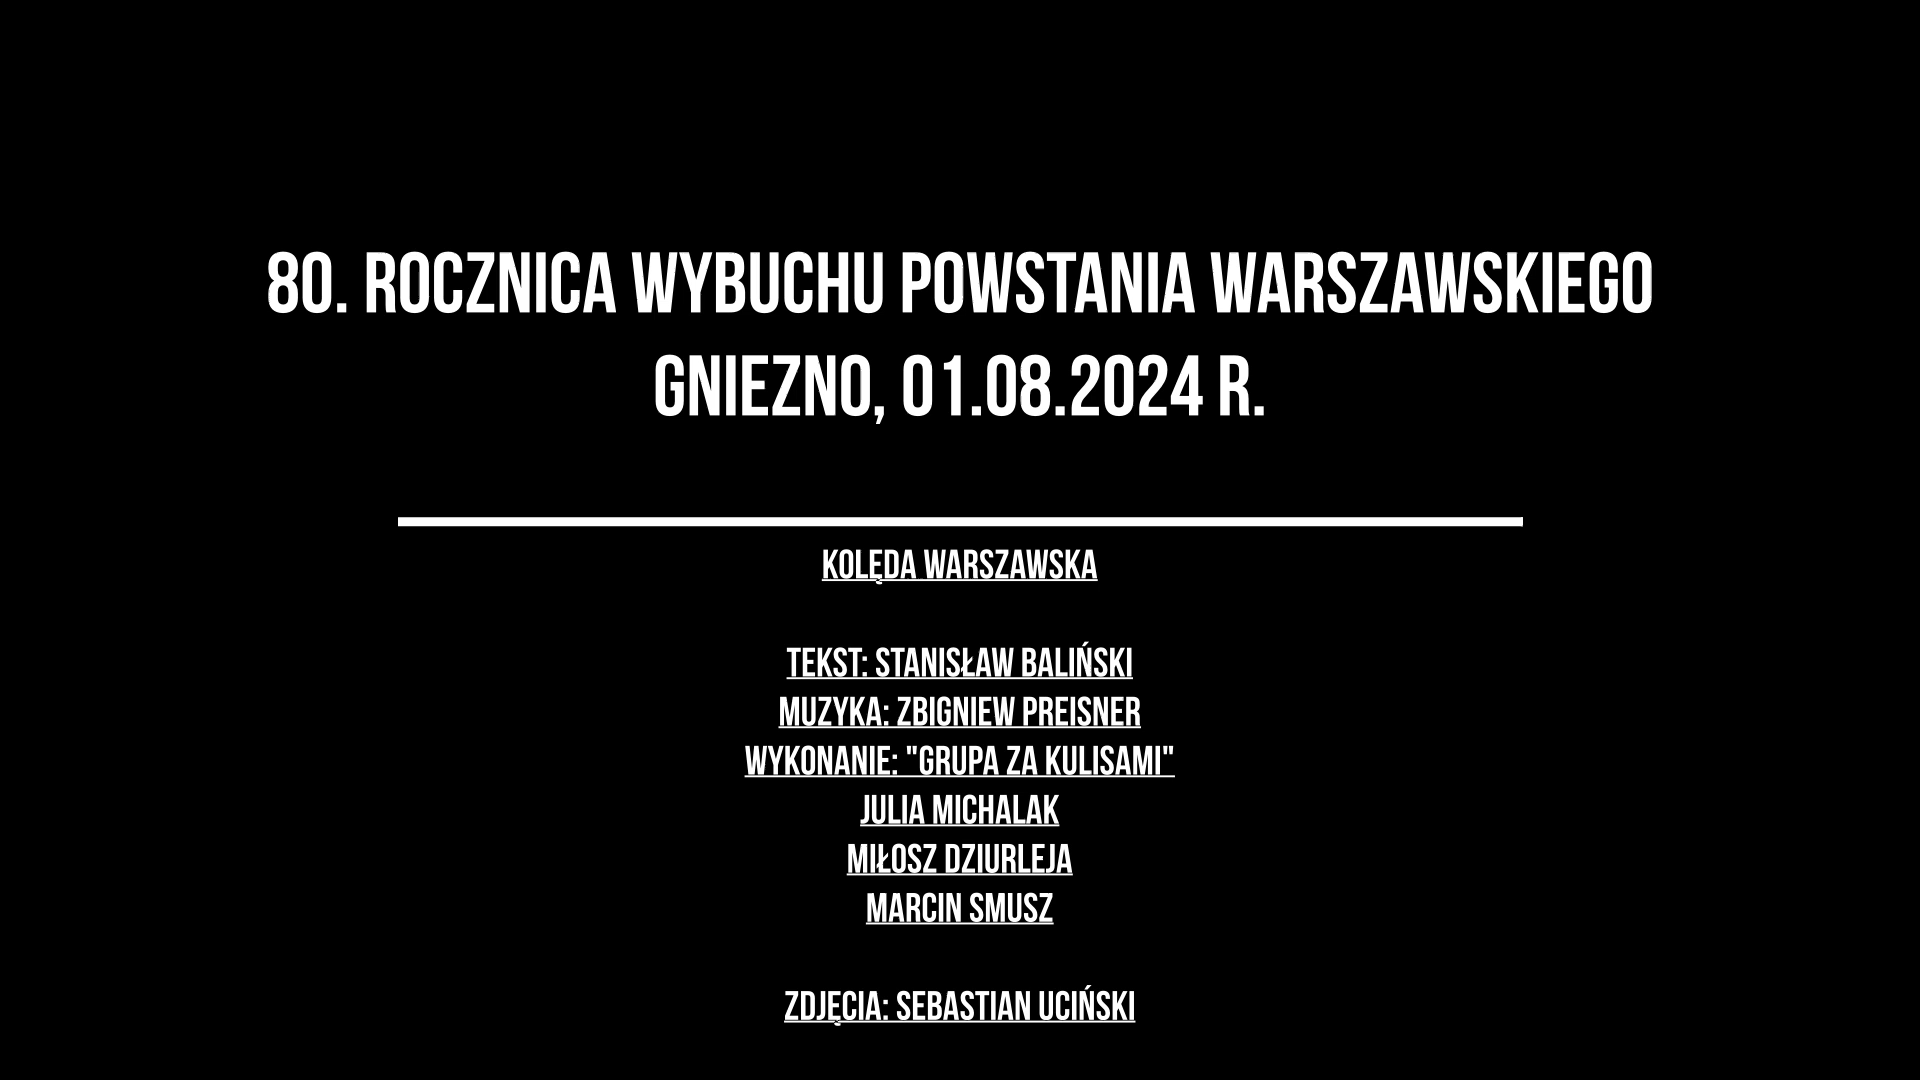 80. ROCZNICA WYBUCHU POWSTANIA WARSZAWSKIEGO
GNIEZNO, 01.08.2024 R.
KOLĘDA WARSZAWSKA
TEKST: STANISŁAW BALIŃSKI
MUZYKA: ZBIGNIEW PREISNER
WYKONANIE: "GRUPA ZA KULISAMI"
JULIA MICHALAK
MIŁOSZ DZIURLEJA
MARCIN SMUSZ
ZDJĘCIA: SEBASTIAN UCIŃSKI